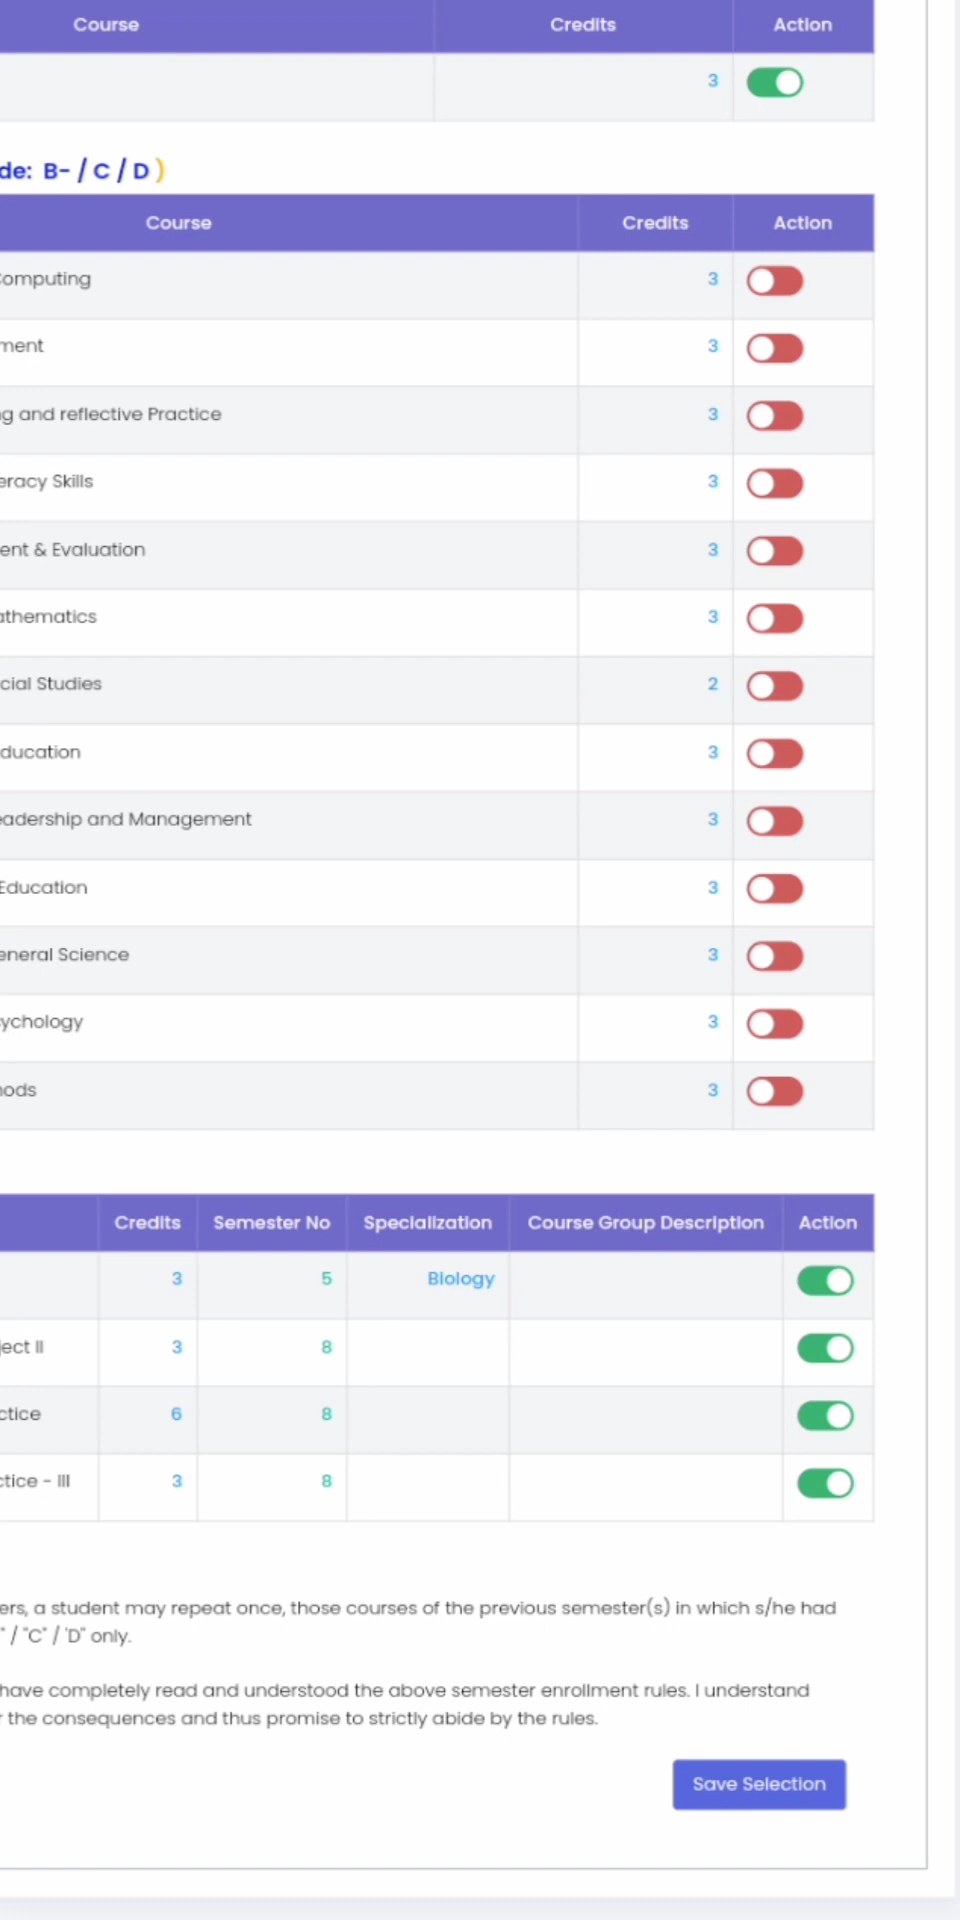 Course Credits Action
3
de: B- / C / D )
Course Credits Action
Computing 3
ment 3
ng and reflective Practice 3
eracy Skills 3
ent & Evaluation 3
athematics 3
cial Studies 2
ducation 3
eadership and Management 3
Education 3
eneral Science 3
sychology 3
hods 3
Credits Semester No Specialization Course Group Description Action
3 5 Biology
ject II 3 8
ctice 6 8
ctice - III 3 8
ers, a student may repeat once, those courses of the previous semester(s) in which s/he had
" / "C" / 'D" only.
have completely read and understood the above semester enrollment rules. I understand
r the consequences and thus promise to strictly abide by the rules.
Save Selection